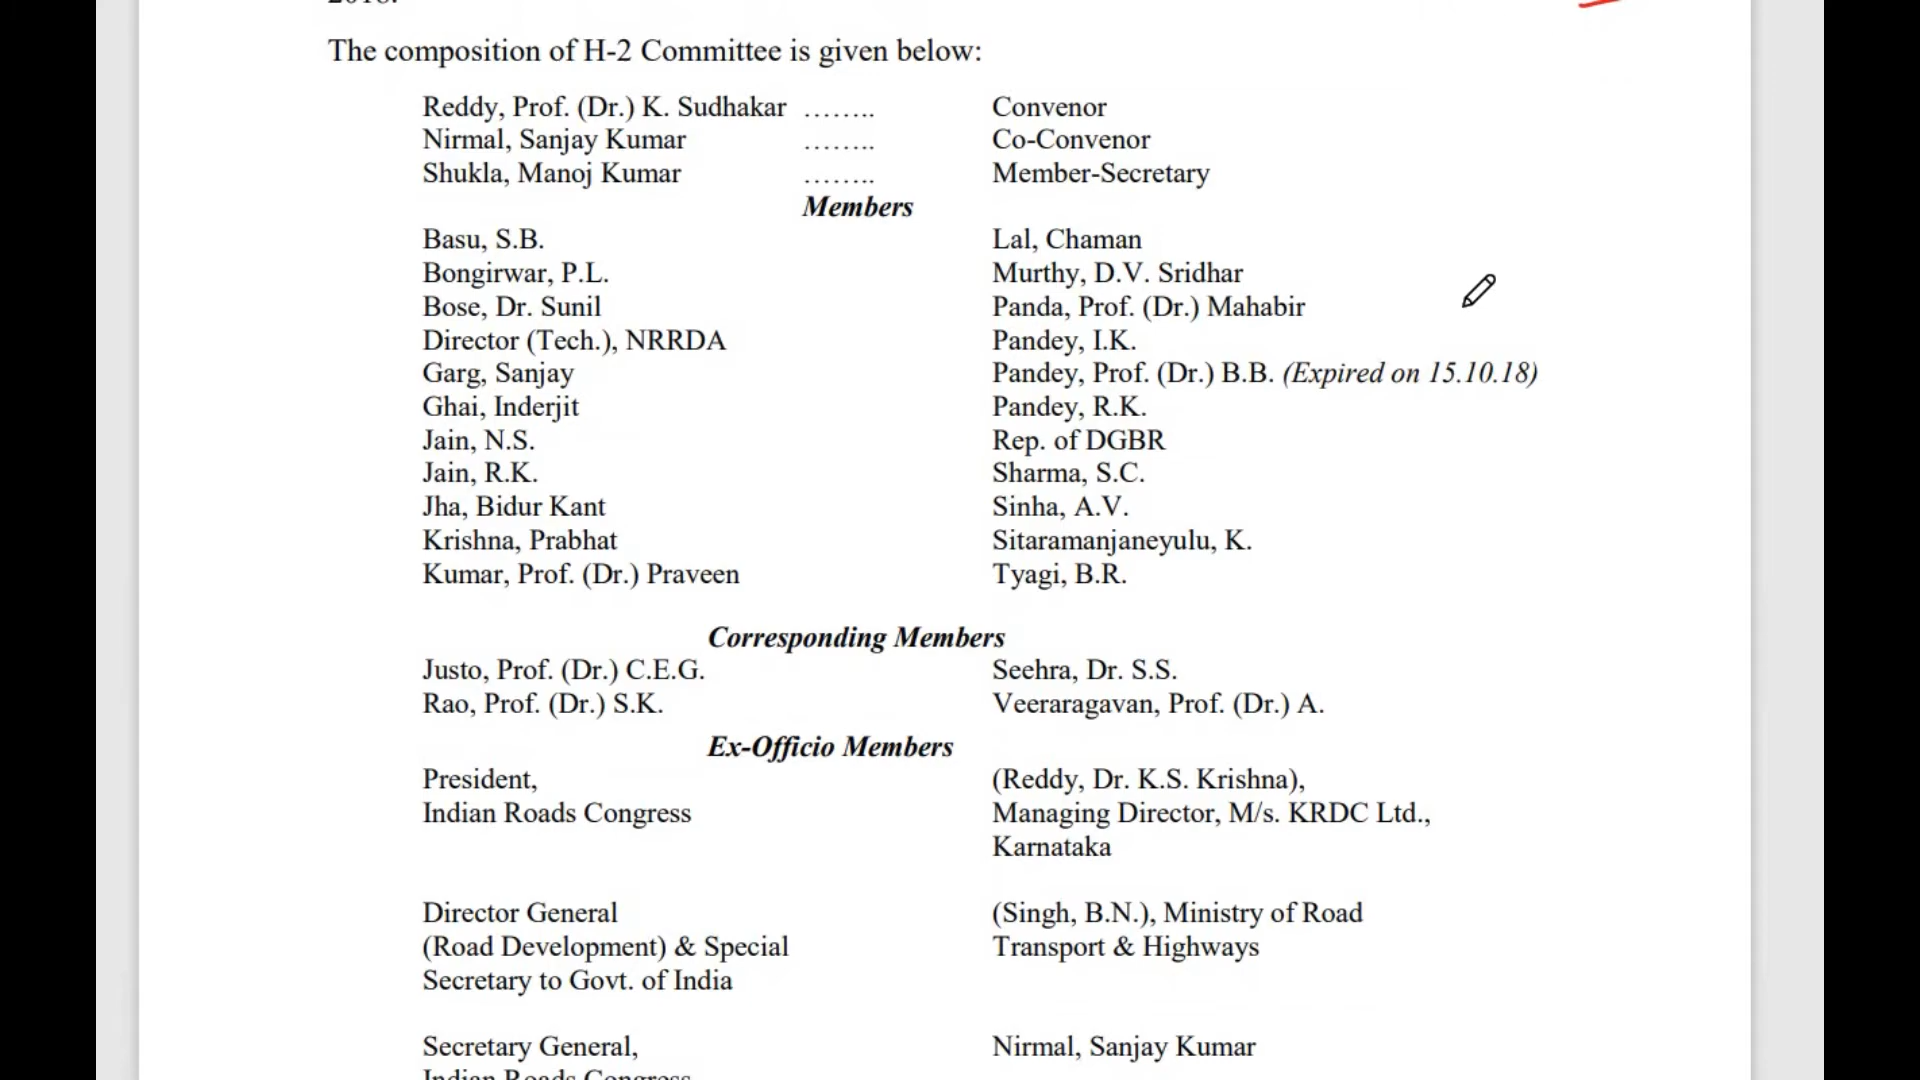 2018.
The composition of H-2 Committee is given below:
Reddy, Prof. (Dr.) K. Sudhakar ........ Convenor
Nirmal, Sanjay Kumar ........ Co-Convenor
Shukla, Manoj Kumar ........ Member-Secretary
Members
Basu, S.B. Lal, Chaman
Bongirwar, P.L. Murthy, D.V. Sridhar
Bose, Dr. Sunil Panda, Prof. (Dr.) Mahabir
Director (Tech.), NRRDA Pandey, I.K.
Garg, Sanjay Pandey, Prof. (Dr.) B.B. (Expired on 15.10.18)
Ghai, Inderjit Pandey, R.K.
Jain, N.S. Rep. of DGBR
Jain, R.K. Sharma, S.C.
Jha, Bidur Kant Sinha, A.V.
Krishna, Prabhat Sitaramanjaneyulu, K.
Kumar, Prof. (Dr.) Praveen Tyagi, B.R.
Corresponding Members
Justo, Prof. (Dr.) C.E.G. Seehra, Dr. S.S.
Rao, Prof. (Dr.) S.K. Veeraragavan, Prof. (Dr.) A.
Ex-Officio Members
President, (Reddy, Dr. K.S. Krishna),
Indian Roads Congress Managing Director, M/s. KRDC Ltd.,
Karnataka
Director General (Singh, B.N.), Ministry of Road
(Road Development) & Special Transport & Highways
Secretary to Govt. of India
Secretary General, Nirmal, Sanjay Kumar
Indian Roads Congress